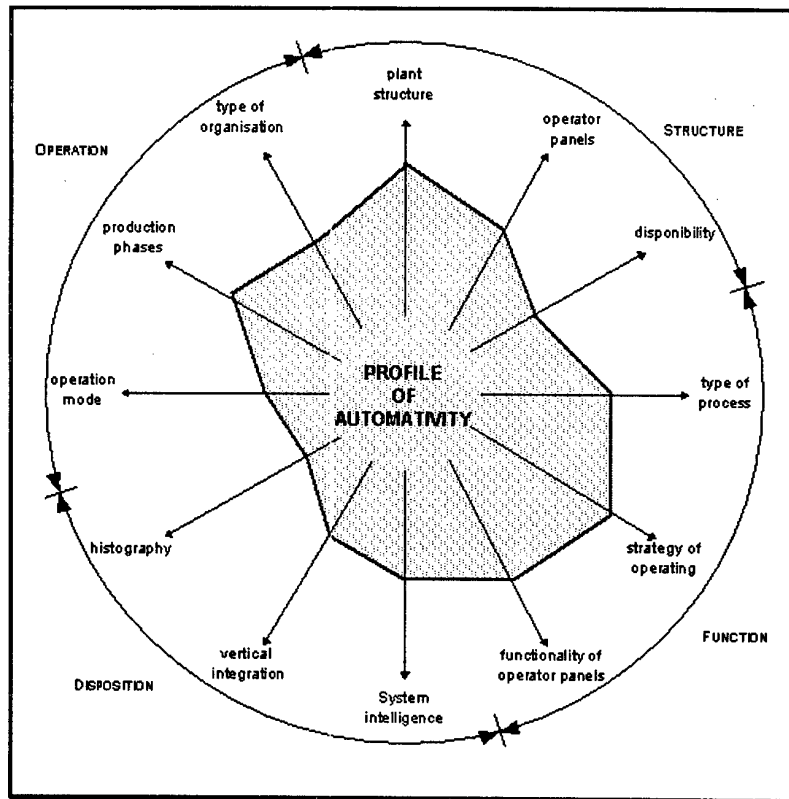 plant
structure
type of
organisation
operator
panels
OPERATION
STRUCTURE
production
phases
disponibility
PROFILE
OF
AUTOMATIVITY
operation
mode
type of
process
histography
strategy of
operating
vertical
integration
functionality of
operator panels
FUNCTION
DISPOSITION
System
intelligence